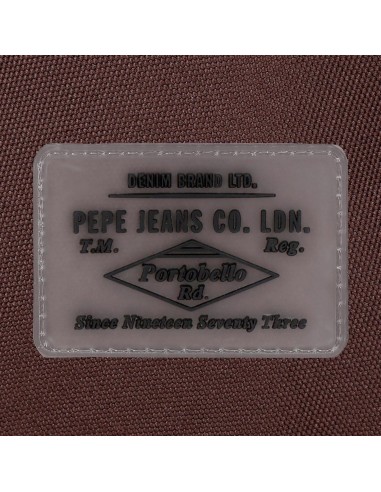 DENIM BRAND LTD.
PEPE JEANS CO. LDN.
T.M. Reg.
Portobello
Rd.
Since Nineteen Seventy Three